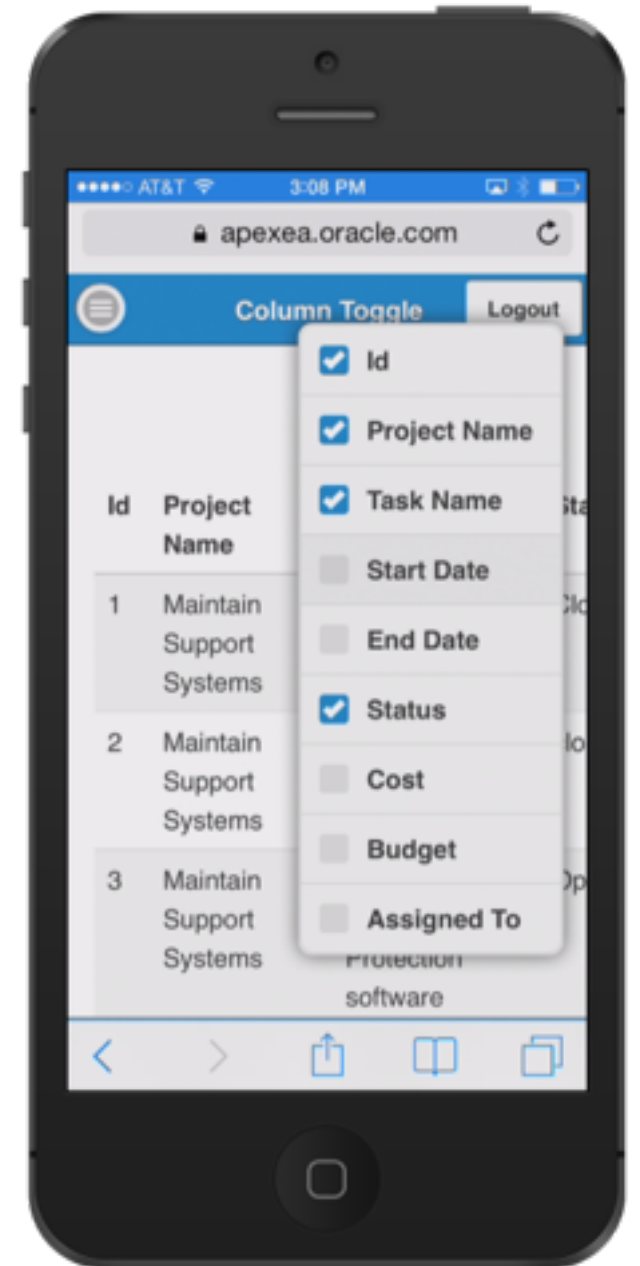 AT&T 3:08 PM
apexea.oracle.com
Column Toggle Logout
Id
Project Name
Task Name
Start Date
End Date
Status
Cost
Budget
Assigned To
Id Project
Name
1 Maintain
Support
Systems
2 Maintain
Support
Systems
3 Maintain
Support
Systems Protection
software